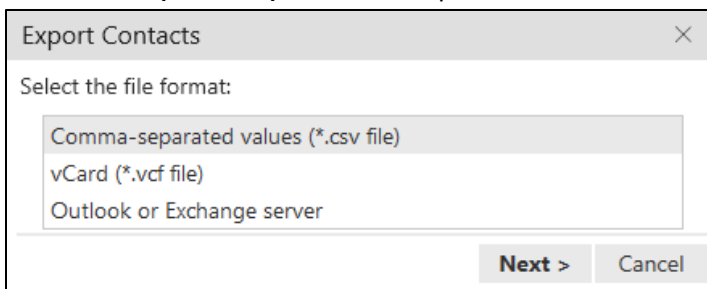 Export Contacts
Select the file format:
Comma-separated values (*.csv file)
vCard (*.vcf file)
Outlook or Exchange server
Next > Cancel